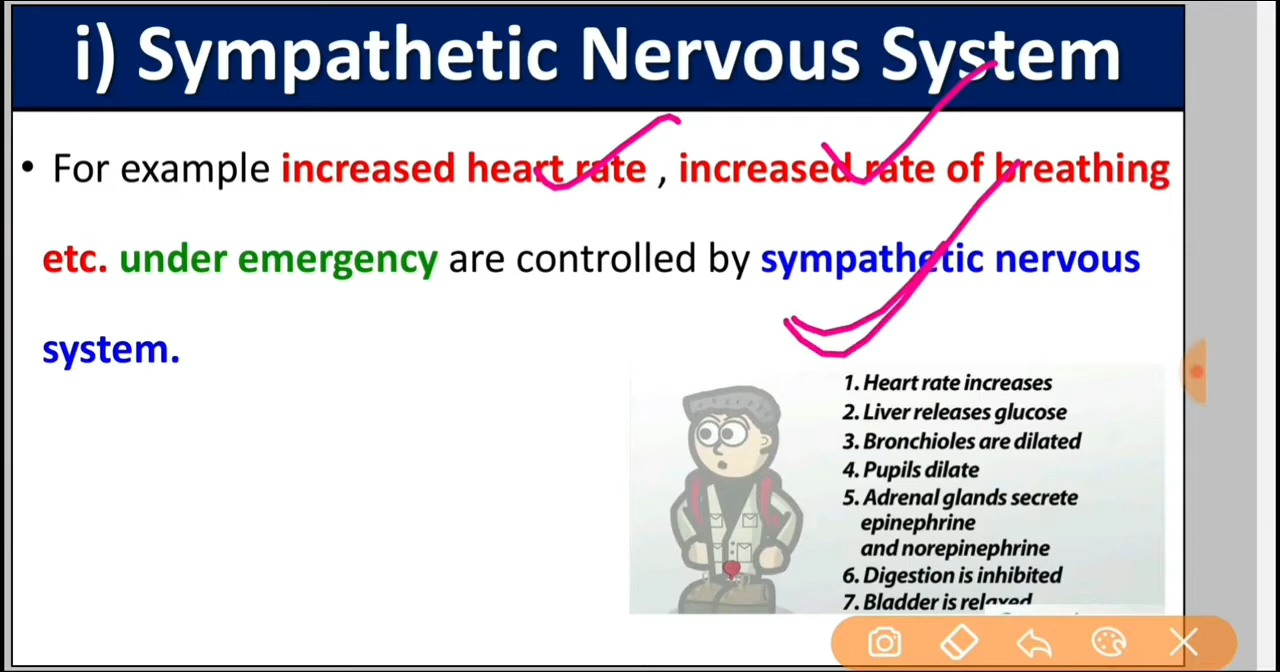 i) Sympathetic Nervous System
• For example increased heart rate , increased rate of breathing
etc. under emergency are controlled by sympathetic nervous
system.
1. Heart rate increases
2. Liver releases glucose
3. Bronchioles are dilated
4. Pupils dilate
5. Adrenal glands secrete
epinephrine
and norepinephrine
6. Digestion is inhibited
7. Bladder is relaxed